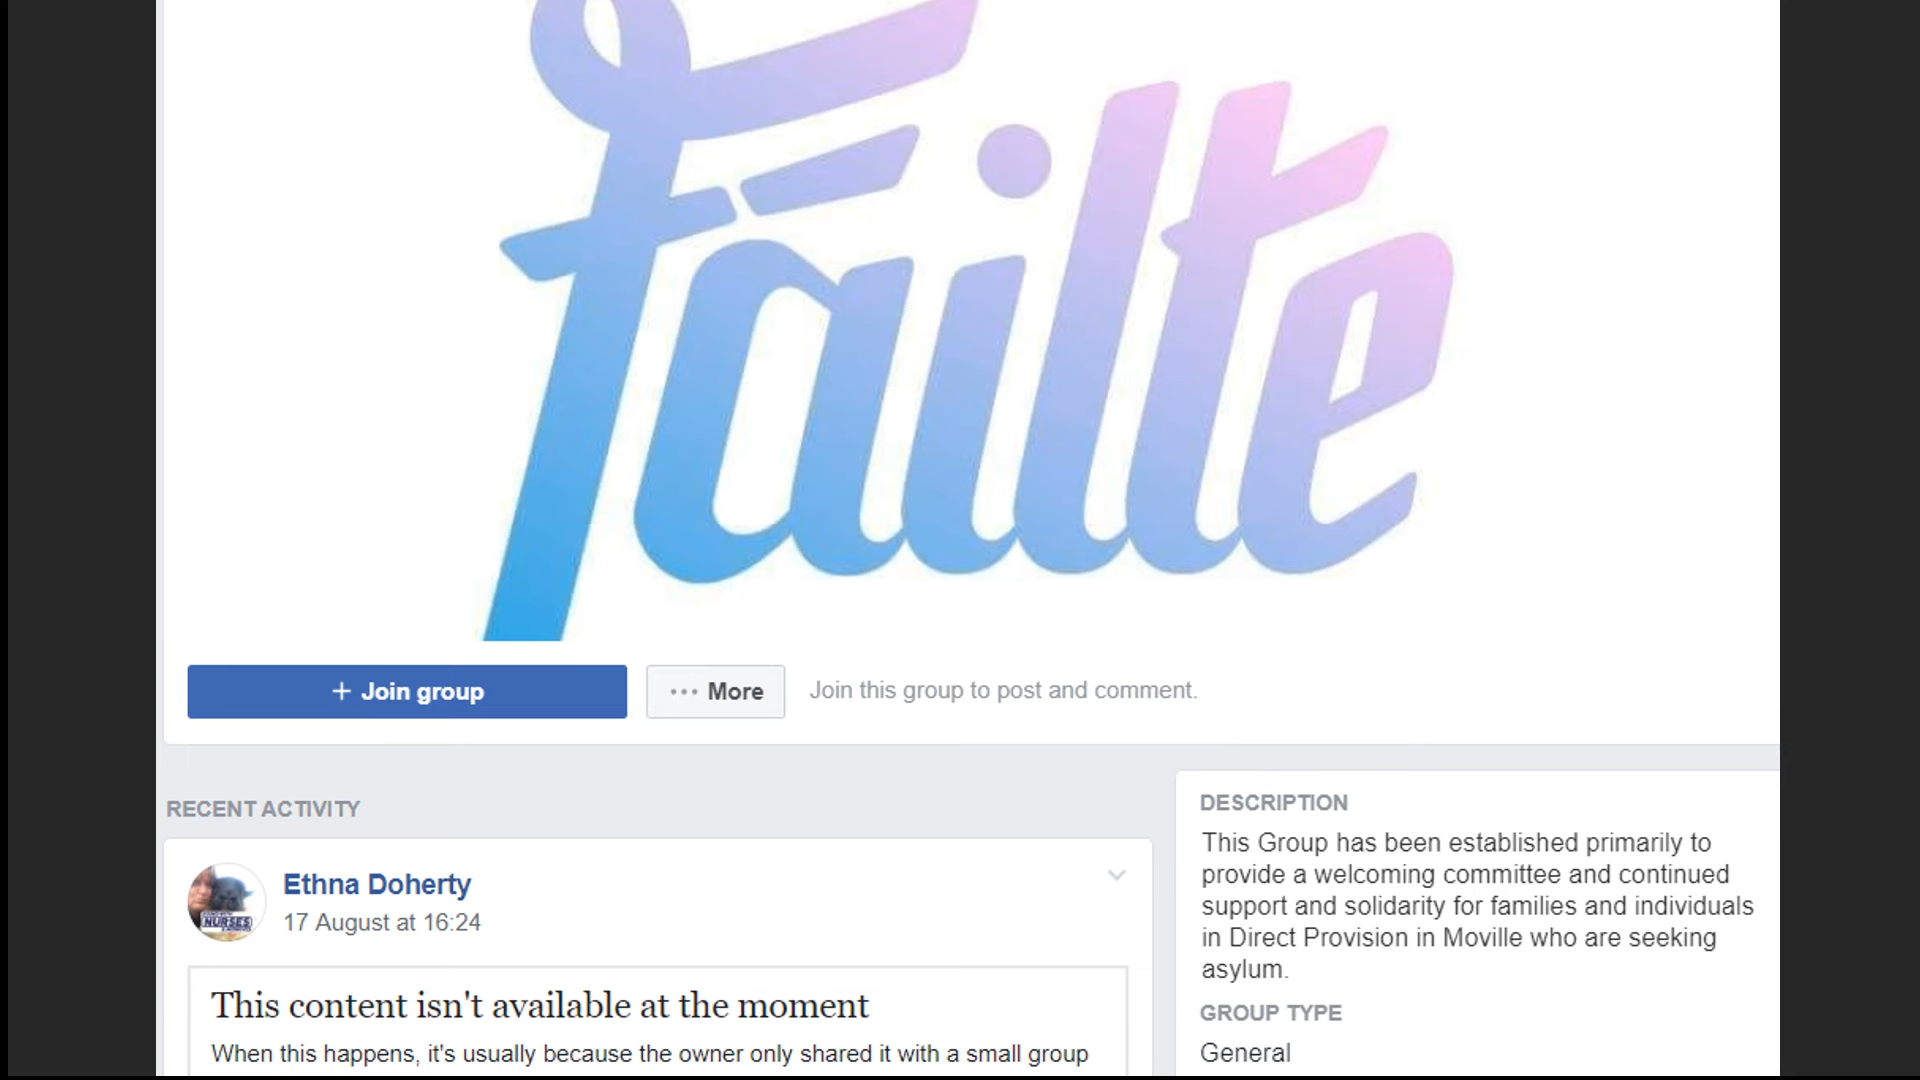 Fáilte
+ Join group
••• More
Join this group to post and comment.
RECENT ACTIVITY
Ethna Doherty
17 August at 16:24
NURSES
This content isn't available at the moment
When this happens, it's usually because the owner only shared it with a small group
DESCRIPTION
This Group has been established primarily to
provide a welcoming committee and continued
support and solidarity for families and individuals
in Direct Provision in Moville who are seeking
asylum.
GROUP TYPE
General